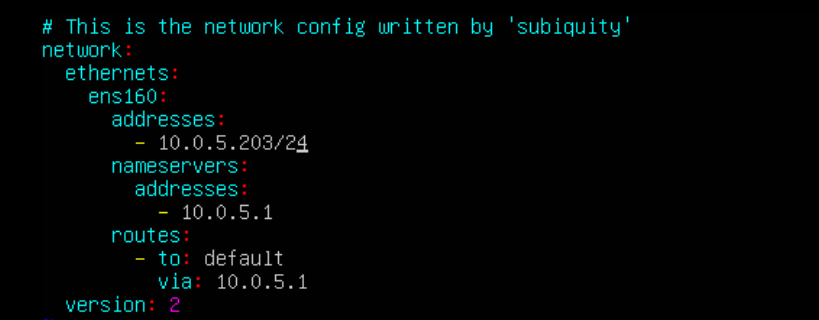 # This is the network config written by 'subiquity'
network:
  ethernets:
    ens160:
      addresses:
        - 10.0.5.203/24
      nameservers:
        addresses:
          - 10.0.5.1
      routes:
        - to: default
          via: 10.0.5.1
  version: 2